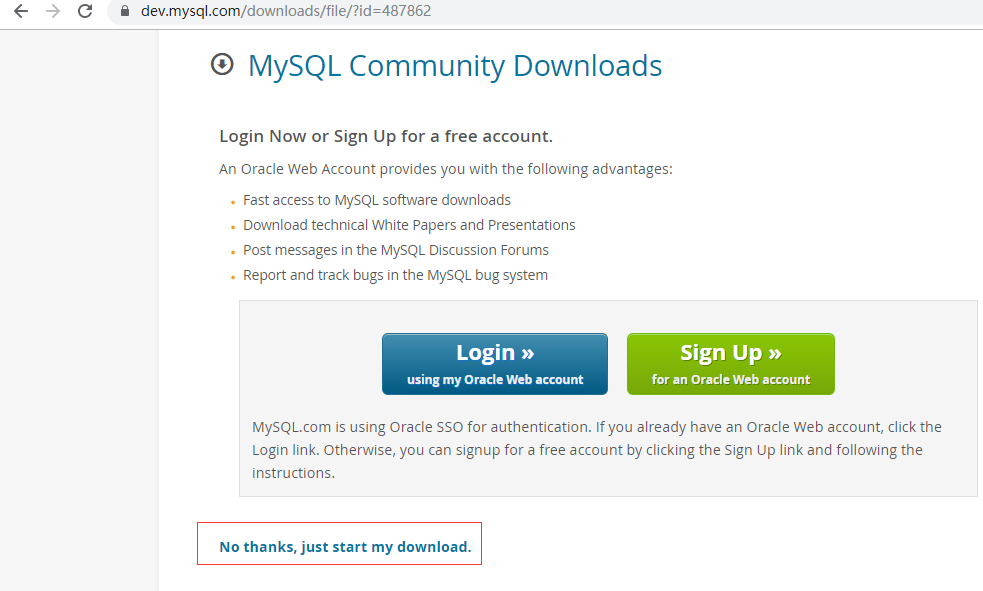 dev.mysql.com/downloads/file/?id=487862
MySQL Community Downloads
Login Now or Sign Up for a free account.
An Oracle Web Account provides you with the following advantages:
Fast access to MySQL software downloads
Download technical White Papers and Presentations
Post messages in the MySQL Discussion Forums
Report and track bugs in the MySQL bug system
Login »
using my Oracle Web account
Sign Up »
for an Oracle Web account
MySQL.com is using Oracle SSO for authentication. If you already have an Oracle Web account, click the
Login link. Otherwise, you can signup for a free account by clicking the Sign Up link and following the
instructions.
No thanks, just start my download.